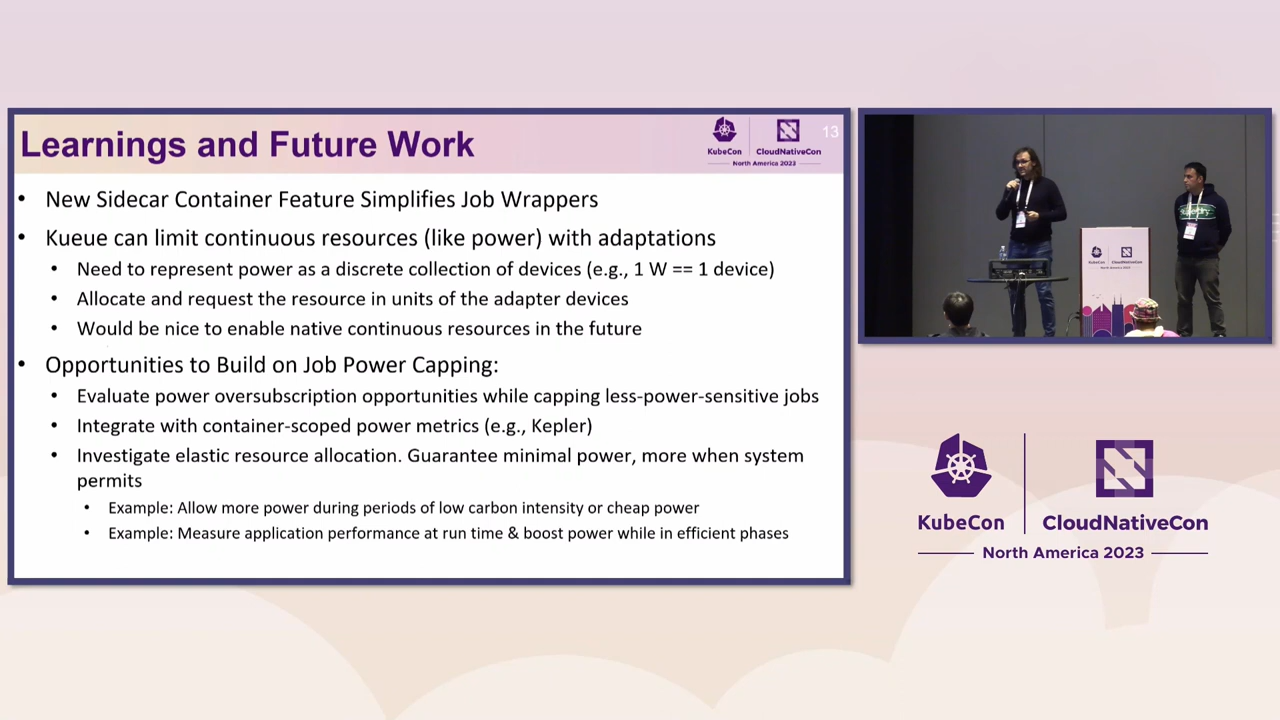 Learnings and Future Work
KubeCon
CloudNativeCon
North America 2023
13
• New Sidecar Container Feature Simplifies Job Wrappers
• Kueue can limit continuous resources (like power) with adaptations
• Need to represent power as a discrete collection of devices (e.g., 1 W == 1 device)
• Allocate and request the resource in units of the adapter devices
• Would be nice to enable native continuous resources in the future
• Opportunities to Build on Job Power Capping:
• Evaluate power oversubscription opportunities while capping less-power-sensitive jobs
• Integrate with container-scoped power metrics (e.g., Kepler)
• Investigate elastic resource allocation. Guarantee minimal power, more when system
permits
• Example: Allow more power during periods of low carbon intensity or cheap power
• Example: Measure application performance at run time & boost power while in efficient phases
KubeCon
CloudNativeCon
North America 2023